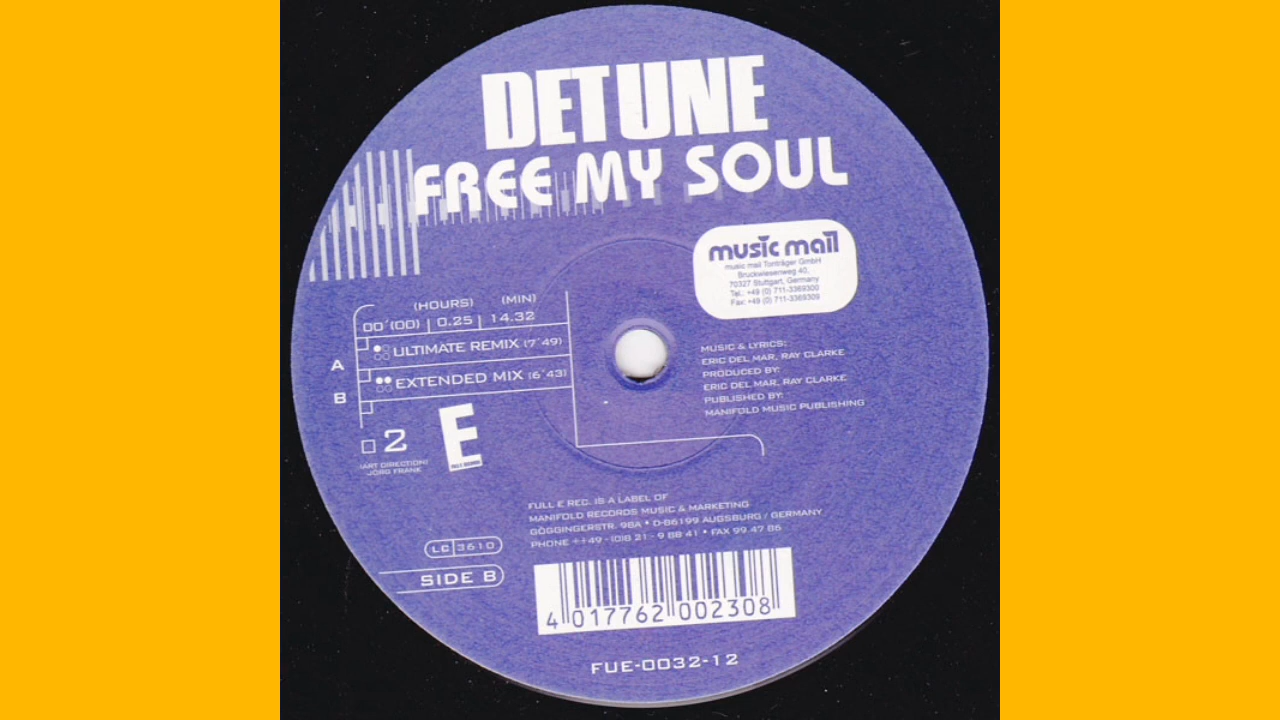 DETUNE
FREE MY SOUL
music mail
music mail Tonträger GmbH
Bruckwiesenweg 40,
70327 Stuttgart, Germany
Tel.: +49 (0) 711-3369300
Fax: +49 (0) 711-3369309
(HOURS) (MIN)
00'(00) | 0.25 | 14.32
A ULTIMATE REMIX (7'49)
B EXTENDED MIX (6'43)
MUSIC & LYRICS:
ERIC DEL MAR, RAY CLARKE
PRODUCED BY:
ERIC DEL MAR, RAY CLARKE
PUBLISHED BY:
MANIFOLD MUSIC PUBLISHING
2
E
(ART DIRECTION)
JÖRG FRANK
FULL E REC. IS A LABEL OF
MANIFOLD RECORDS MUSIC & MARKETING
GÖGGINGERSTR. 98A • D-86199 AUGSBURG / GERMANY
PHONE ++49 - (0)8 21 - 9 88 41 • FAX 99 47 86
LC 3610
SIDE B
4 017762 002308
FUE-0032-12